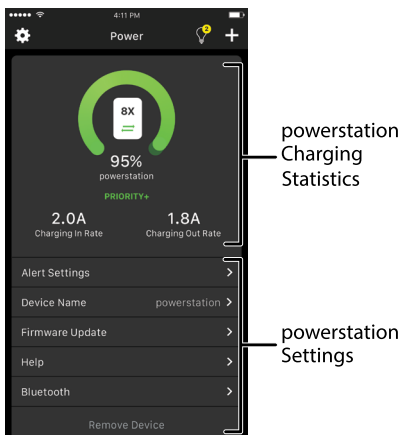 4:11 PM
Power
2
8X
95%
powerstation
PRIORITY+
2.0A 1.8A
Charging In Rate Charging Out Rate
powerstation
Charging
Statistics
Alert Settings
Device Name powerstation
Firmware Update
Help
Bluetooth
Remove Device
powerstation
Settings